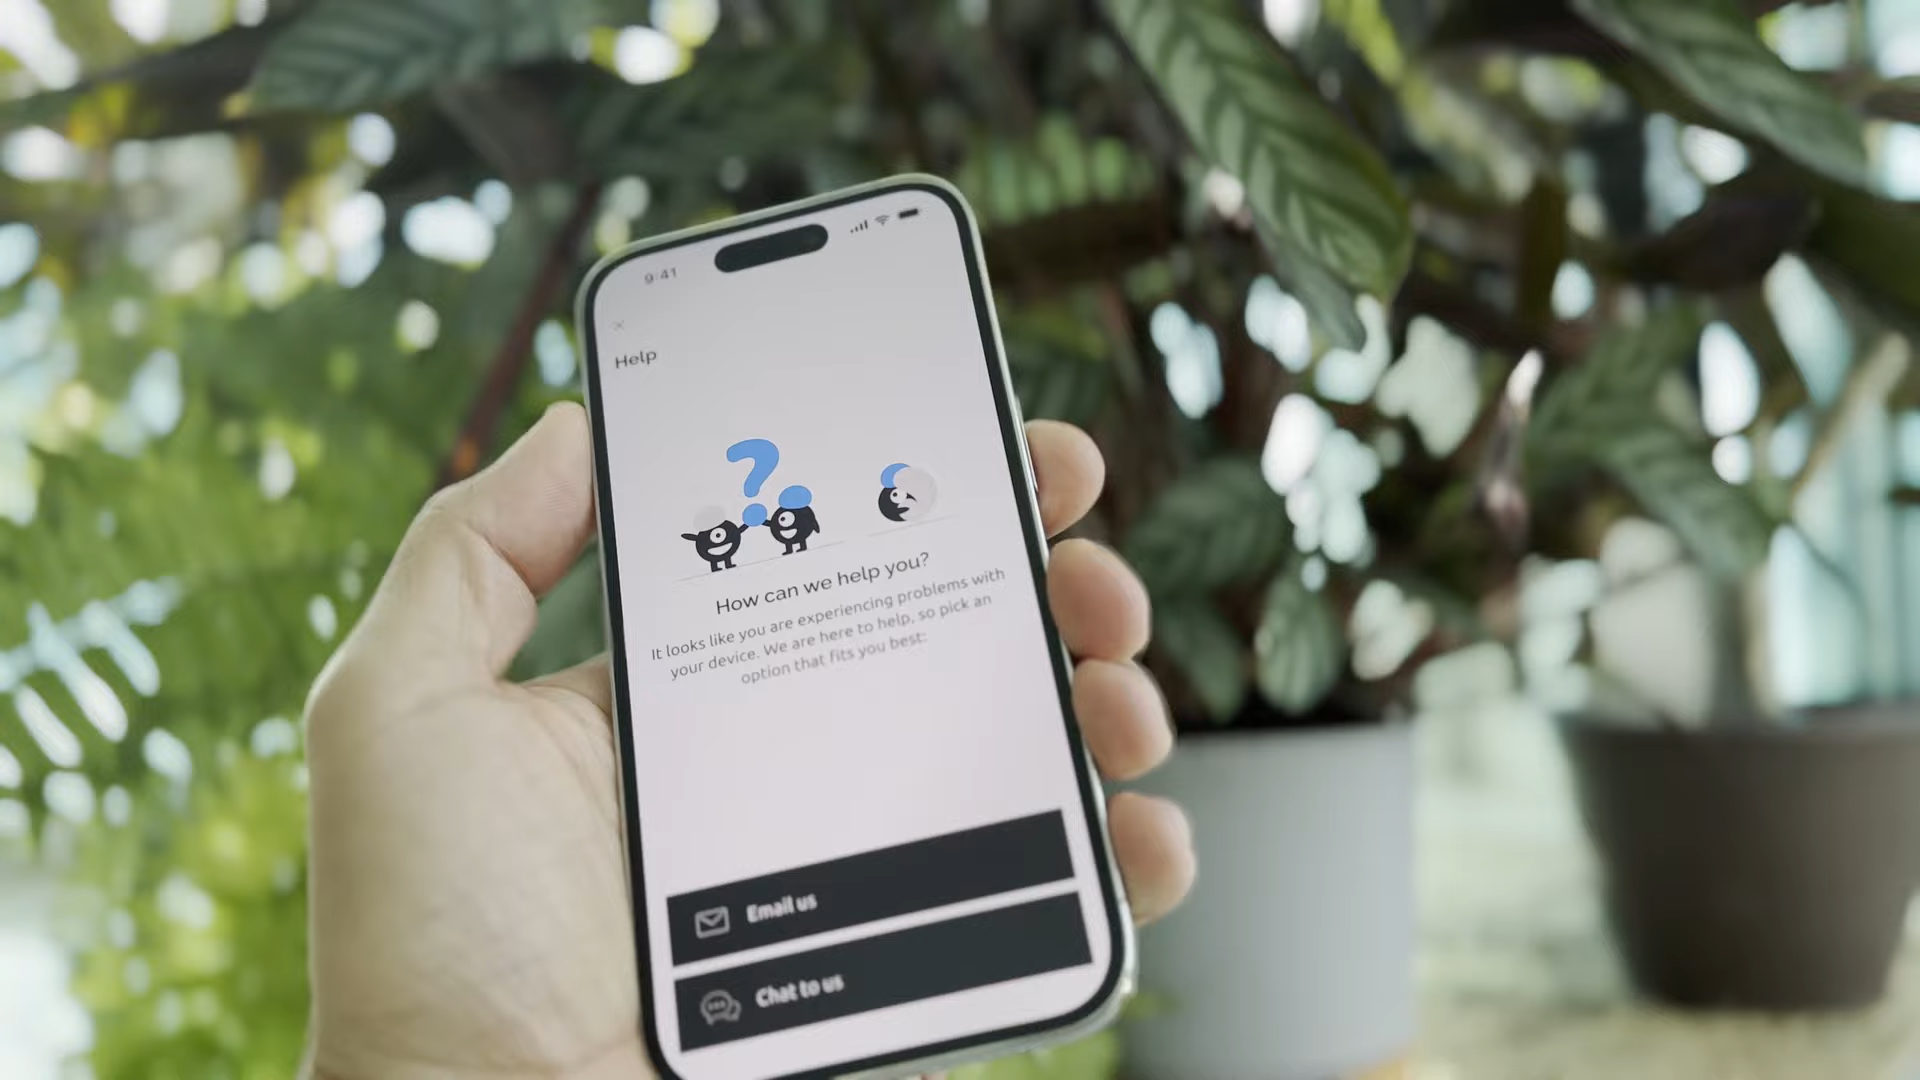 9:41
Help
How can we help you?
It looks like you are experiencing problems with
your device. We are here to help, so pick an
option that fits you best:
Email us
Chat to us